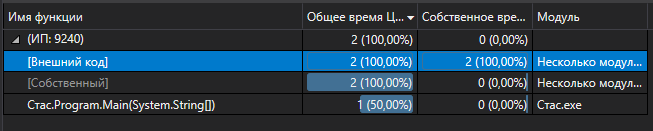 Имя функции Общее время Ц... Собственное вре... Модуль
(ИП: 9240) 2 (100,00%) 0 (0,00%)
[Внешний код] 2 (100,00%) 2 (100,00%) Несколько модул...
[Собственный] 2 (100,00%) 0 (0,00%) Несколько модул...
Стас.Program.Main(System.String[]) 1 (50,00%) 0 (0,00%) Стас.exe